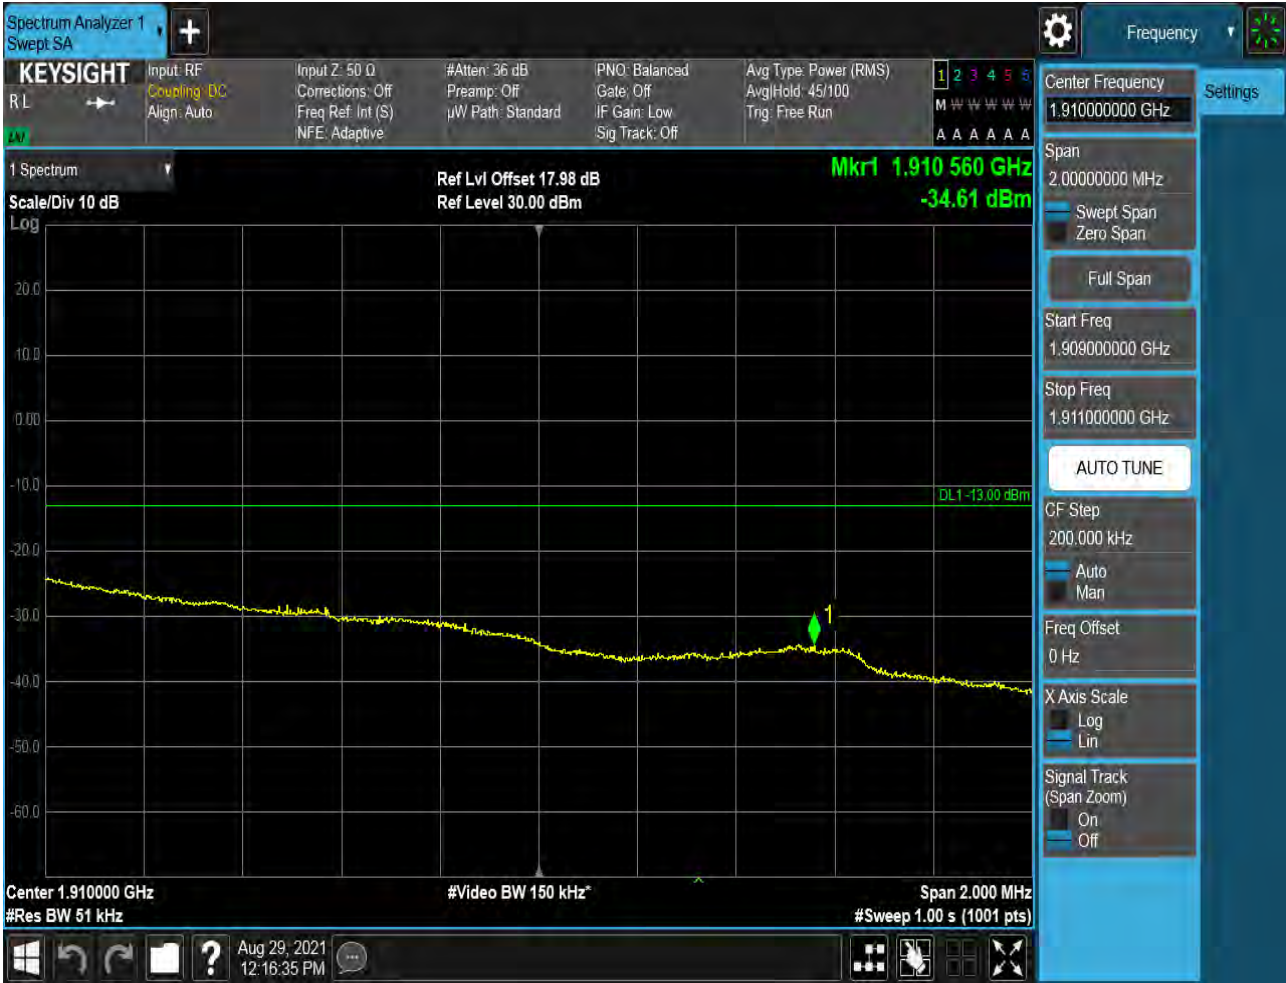 Spectrum Analyzer 1
Swept SA
Frequency
KEYSIGHT
R L
LNI
Input: RF
Coupling: DC
Align: Auto
Input Z: 50 Ω
Corrections: Off
Freq Ref: Int (S)
NFE: Adaptive
#Atten: 36 dB
Preamp: Off
µW Path: Standard
PNO: Balanced
Gate: Off
IF Gain: Low
Sig Track: Off
Avg Type: Power (RMS)
Avg|Hold: 45/100
Trig: Free Run
1 2 3 4 5 6
M W W W W W
A A A A A A
1 Spectrum
Scale/Div 10 dB
Log
Ref Lvl Offset 17.98 dB
Ref Level 30.00 dBm
Mkr1 1.910 560 GHz
-34.61 dBm
20.0
10.0
0.00
-10.0
-20.0
-30.0
-40.0
-50.0
-60.0
DL1 -13.00 dBm
1
Center 1.910000 GHz
#Res BW 51 kHz
#Video BW 150 kHz*
Span 2.000 MHz
#Sweep 1.00 s (1001 pts)
Center Frequency
1.910000000 GHz
Settings
Span
2.00000000 MHz
Swept Span
Zero Span
Full Span
Start Freq
1.909000000 GHz
Stop Freq
1.911000000 GHz
AUTO TUNE
CF Step
200.000 kHz
Auto
Man
Freq Offset
0 Hz
X Axis Scale
Log
Lin
Signal Track
(Span Zoom)
On
Off
?
Aug 29, 2021
12:16:35 PM